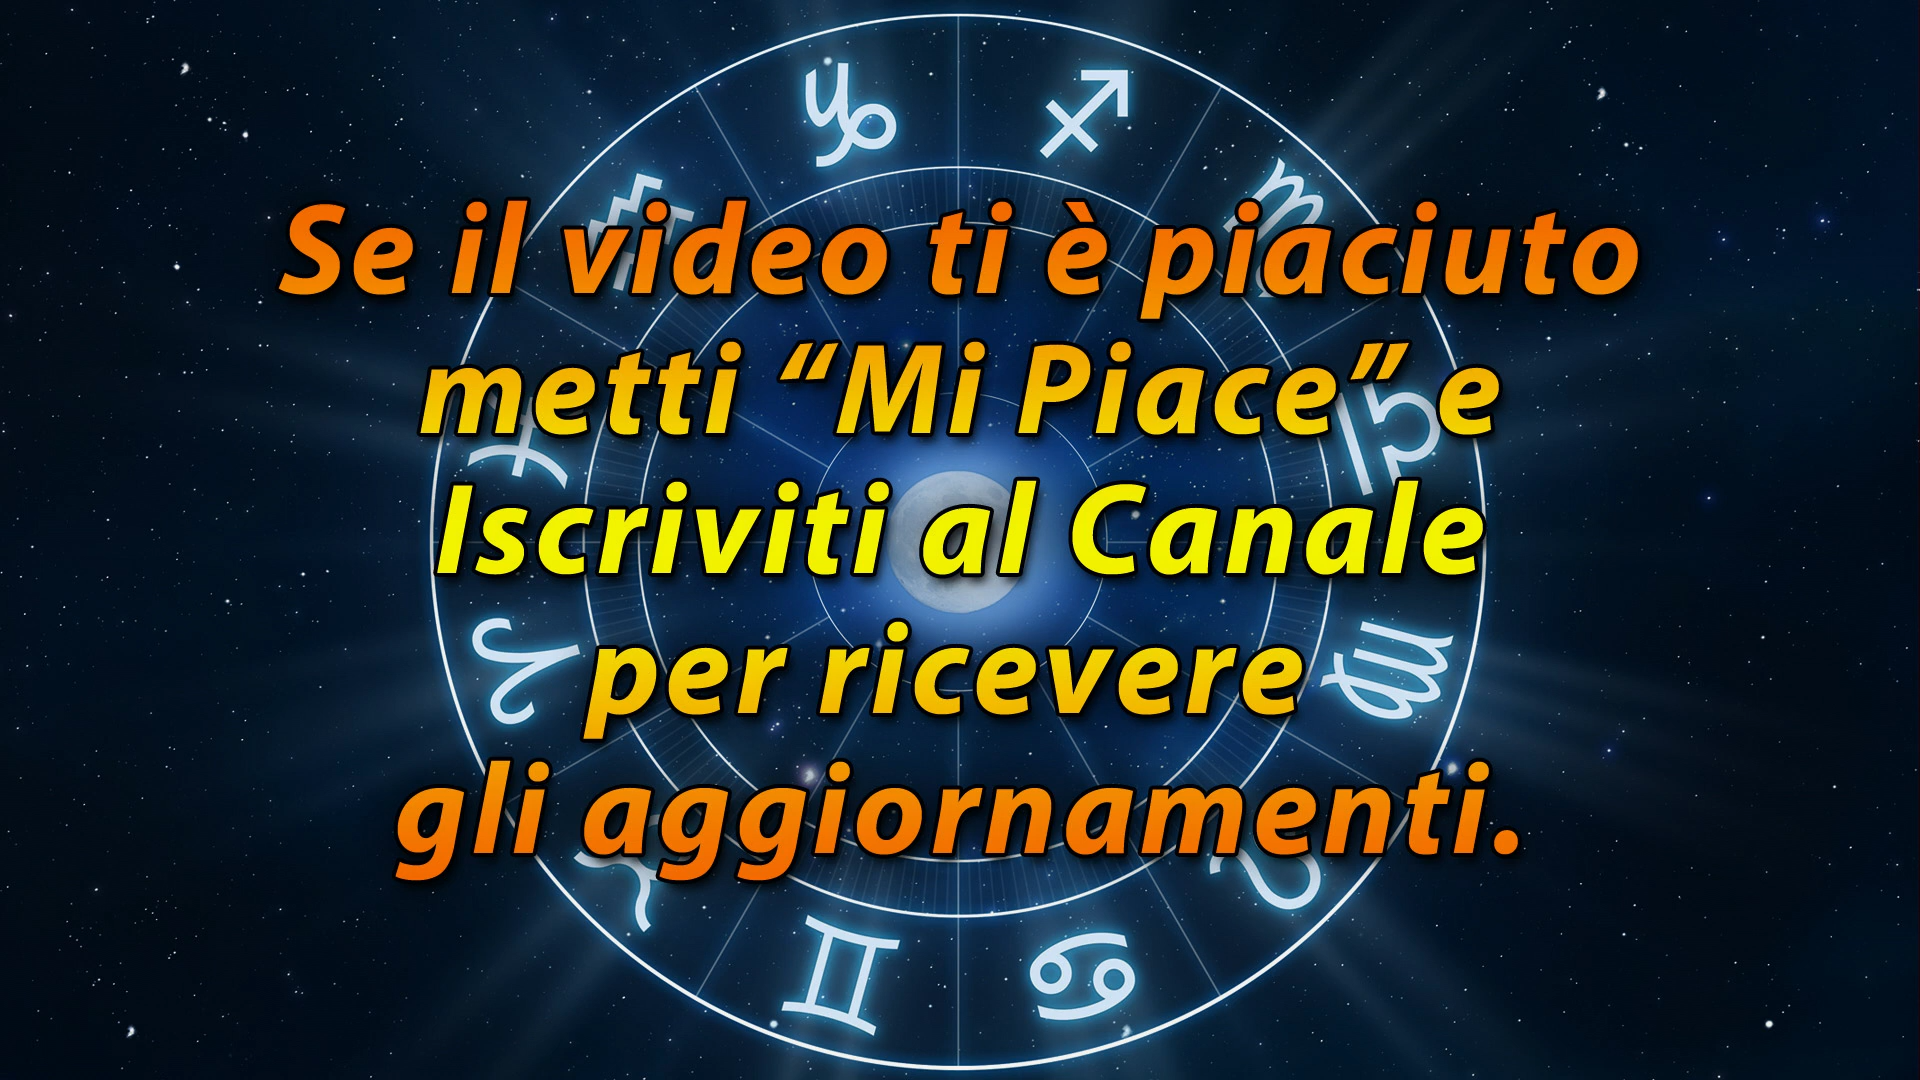 Se il video ti è piaciuto
metti “Mi Piace” e
Iscriviti al Canale
per ricevere
gli aggiornamenti.